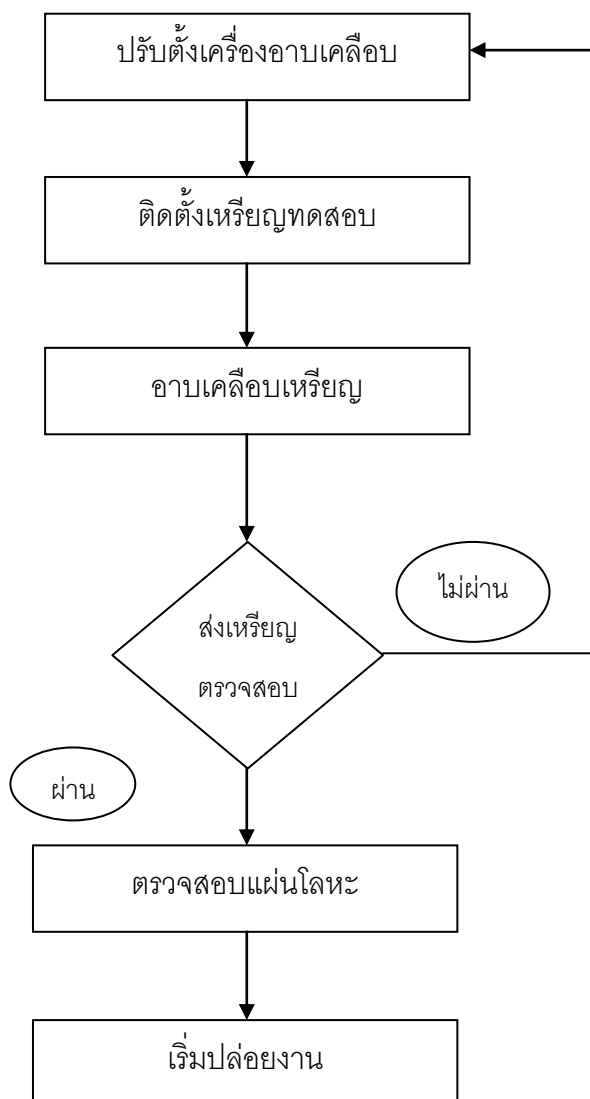 ปรับตั้งเครื่องอาบเคลือบ
ติดตั้งเหรียญทดสอบ
อาบเคลือบเหรียญ
ไม่ผ่าน
ส่งเหรียญ
ตรวจสอบ
ผ่าน
ตรวจสอบแผ่นโลหะ
เริ่มปล่อยงาน